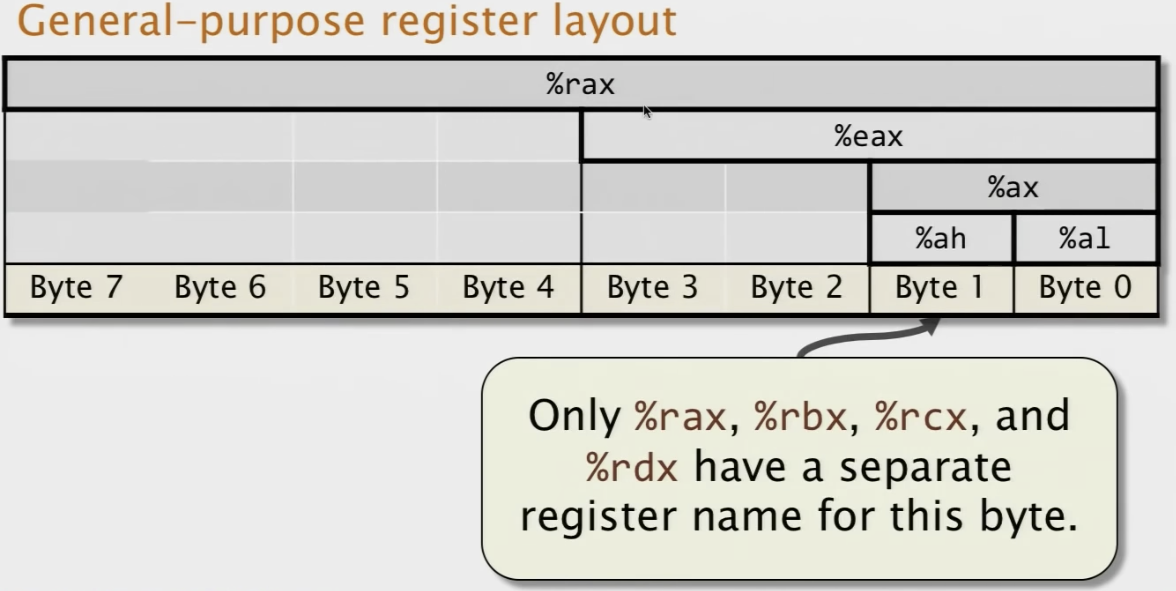 General-purpose register layout
%rax
%eax
%ax
%ah %al
Byte 7 Byte 6 Byte 5 Byte 4 Byte 3 Byte 2 Byte 1 Byte 0
Only %rax, %rbx, %rcx, and
%rdx have a separate
register name for this byte.